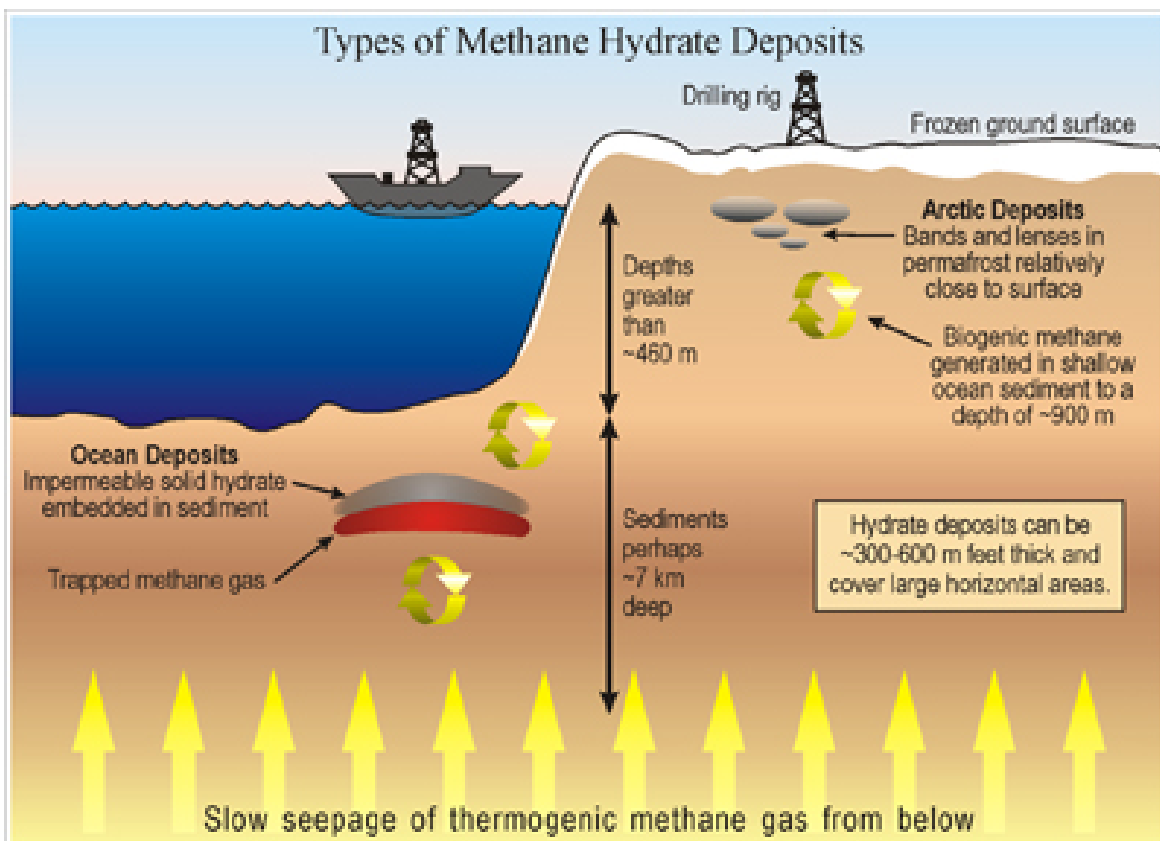 Types of Methane Hydrate Deposits
Drilling rig
Frozen ground surface
Arctic Deposits
Bands and lenses in
permafrost relatively
close to surface
Depths
greater
than
~460 m
Biogenic methane
generated in shallow
ocean sediment to a
depth of ~900 m
Ocean Deposits
Impermeable solid hydrate
embedded in sediment
Trapped methane gas
Sediments
perhaps
~7 km
deep
Hydrate deposits can be
~300-600 m feet thick and
cover large horizontal areas.
Slow seepage of thermogenic methane gas from below